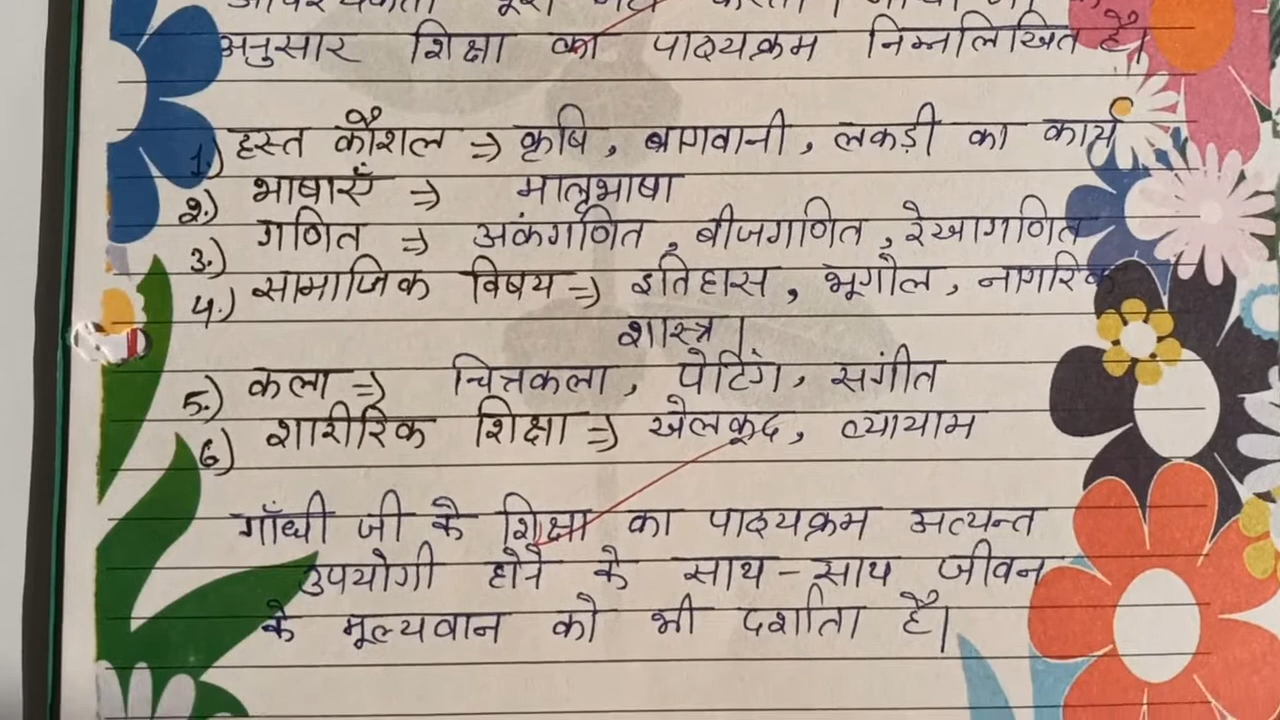 अनुसार शिक्षा का पाठ्यक्रम निम्नलिखित है।
1.) हस्त कौशल ⇒ कृषि, बागवानी, लकड़ी का कार्य
2.) भाषाएँ ⇒ मातृभाषा
3.) गणित ⇒ अंकगणित, बीजगणित, रेखागणित
4.) सामाजिक विषय ⇒ इतिहास, भूगोल, नागरिक
शास्त्र।
5.) कला ⇒ चित्रकला, पेटिंग, संगीत
6) शारीरिक शिक्षा ⇒ खेलकूद, व्यायाम
गाँधी जी के शिक्षा का पाठ्यक्रम अत्यन्त
उपयोगी होने के साथ-साथ जीवन
के मूल्यवान को भी दर्शाता है।